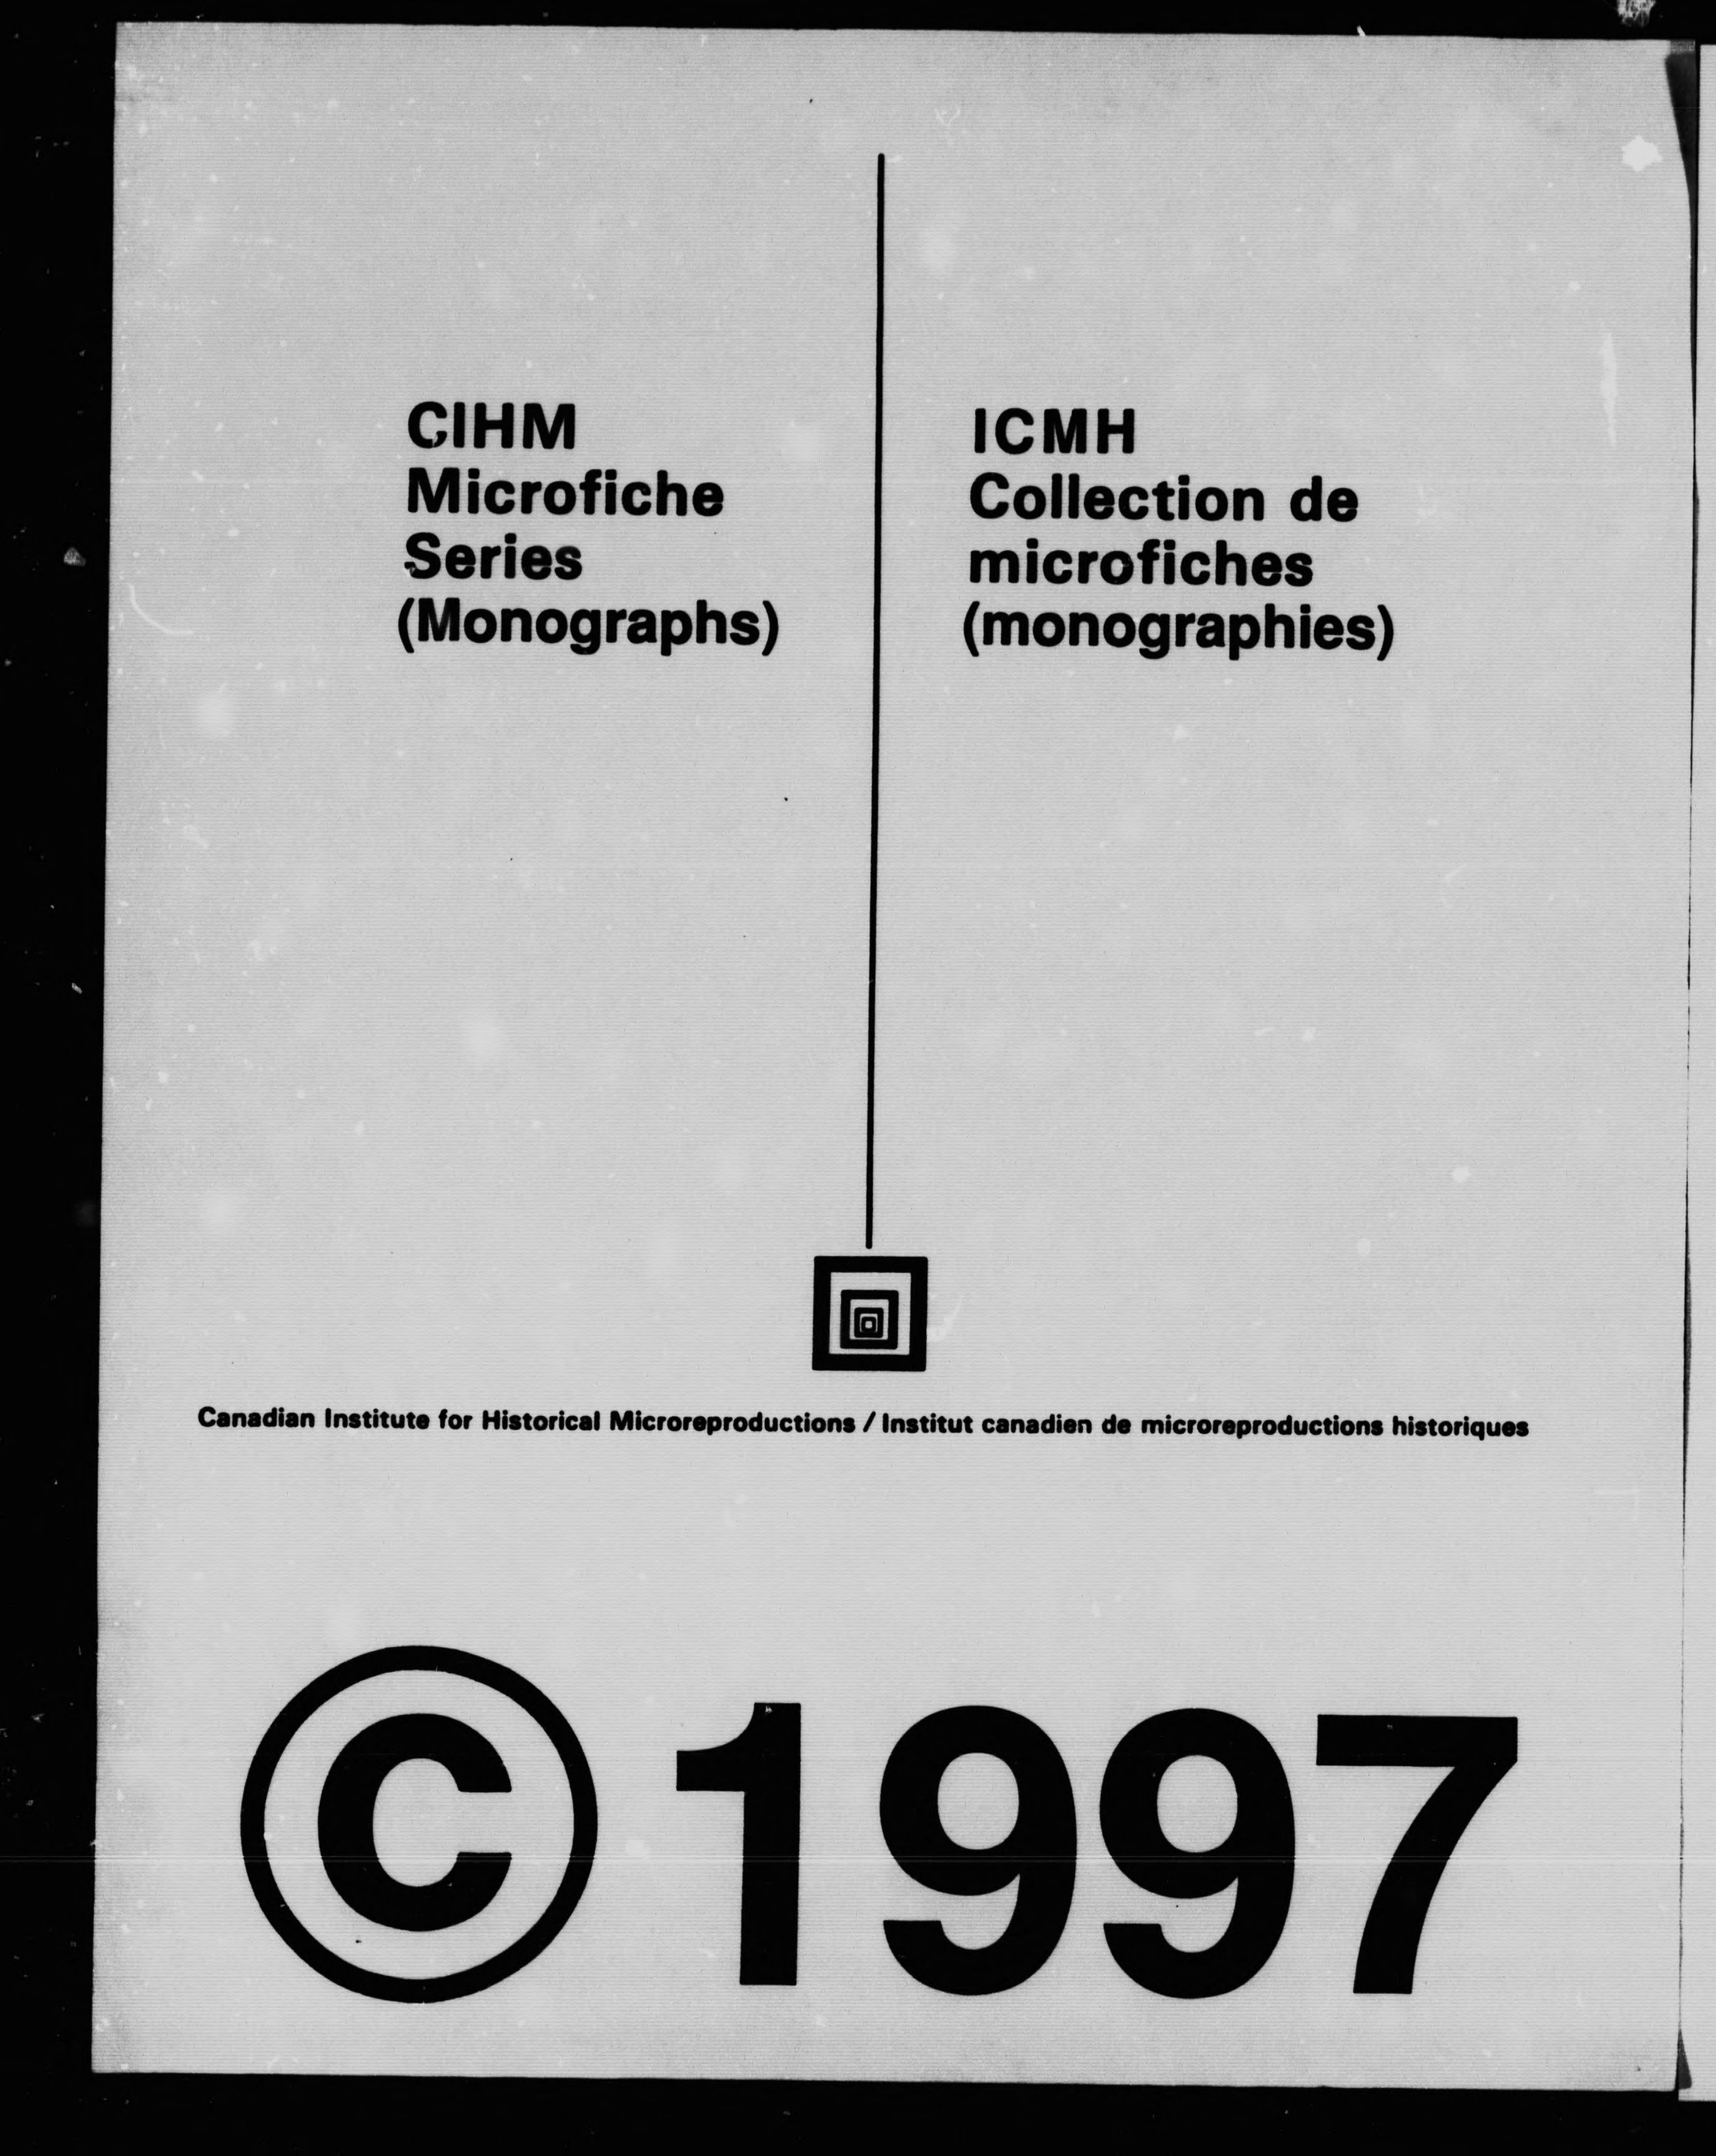 CIHM
Microfiche
Series
(Monographs)
ICMH
Collection de
microfiches
(monographies)
Canadian Institute for Historical Microreproductions / Institut canadien de microreproductions historiques
© 1997